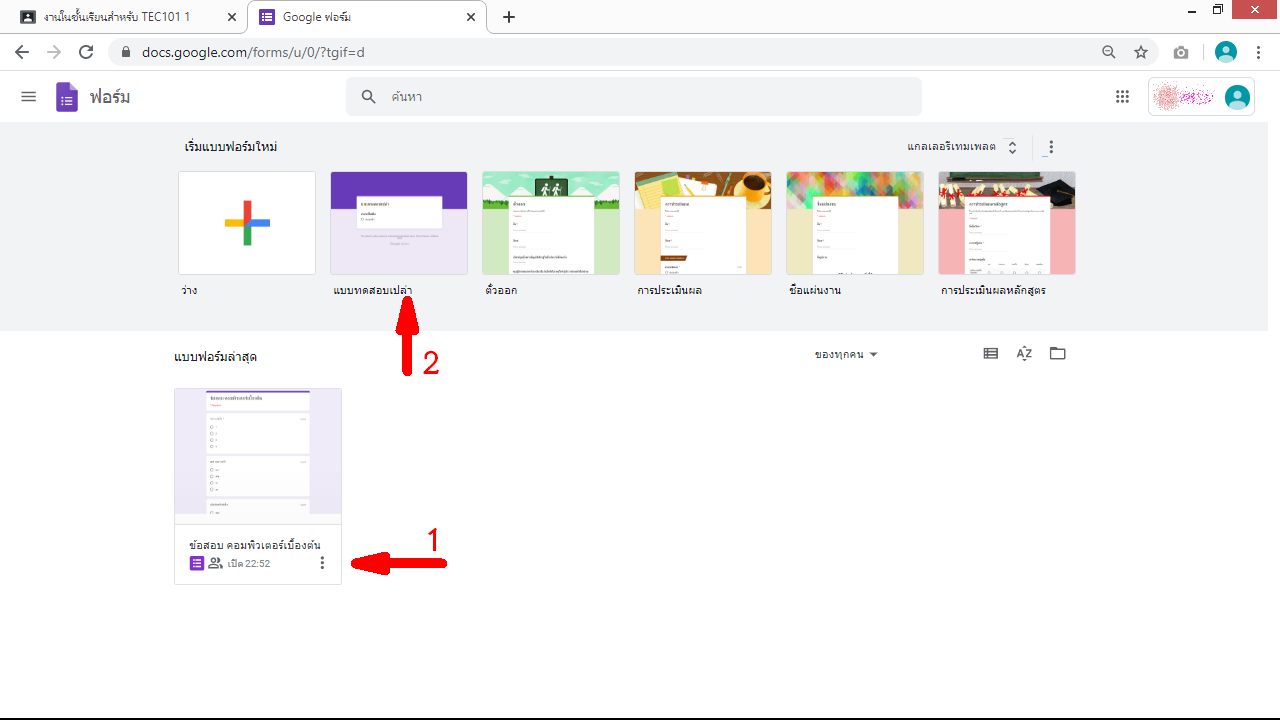 งานในชั้นเรียนสำหรับ TEC101 1
Google ฟอร์ม
docs.google.com/forms/u/0/?tgif=d
ฟอร์ม
ค้นหา
เริ่มแบบฟอร์มใหม่
แกลเลอรีเทมเพลต
ว่าง
แบบทดสอบเปล่า
ตั๋วออก
การประเมินผล
ชื่อแผ่นงาน
การประเมินผลหลักสูตร
2
แบบฟอร์มล่าสุด
ของทุกคน
AZ
ข้อสอบ คอมพิวเตอร์เบื้องต้น
เปิด 22:52
1